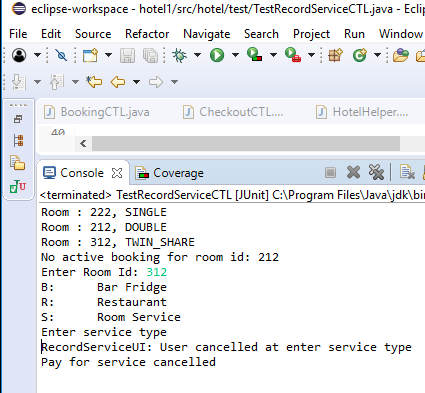 eclipse-workspace - hotel1/src/hotel/test/TestRecordServiceCTL.java - Ecli
File Edit Source Refactor Navigate Search Project Run Window
BookingCTL.java CheckoutCTL.... HotelHelper....
40
Console Coverage
<terminated> TestRecordServiceCTL [JUnit] C:\Program Files\Java\jdk\bin
Room : 222, SINGLE
Room : 212, DOUBLE
Room : 312, TWIN_SHARE
No active booking for room id: 212
Enter Room Id: 312
B: Bar Fridge
R: Restaurant
S: Room Service
Enter service type
RecordServiceUI: User cancelled at enter service type
Pay for service cancelled